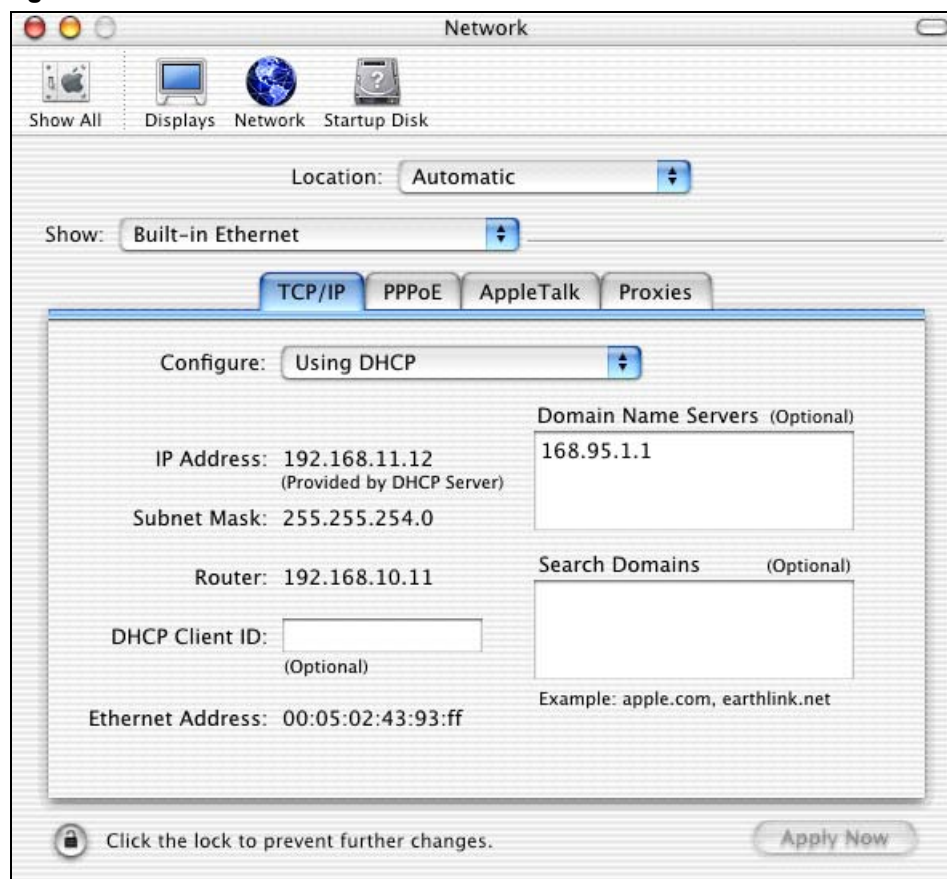 Network
Show All
Displays
Network
Startup Disk
Location: Automatic
Show: Built-in Ethernet
TCP/IP
PPPoE
AppleTalk
Proxies
Configure: Using DHCP
Domain Name Servers (Optional)
168.95.1.1
IP Address: 192.168.11.12
(Provided by DHCP Server)
Subnet Mask: 255.255.254.0
Router: 192.168.10.11
Search Domains (Optional)
DHCP Client ID:
(Optional)
Example: apple.com, earthlink.net
Ethernet Address: 00:05:02:43:93:ff
Click the lock to prevent further changes.
Apply Now